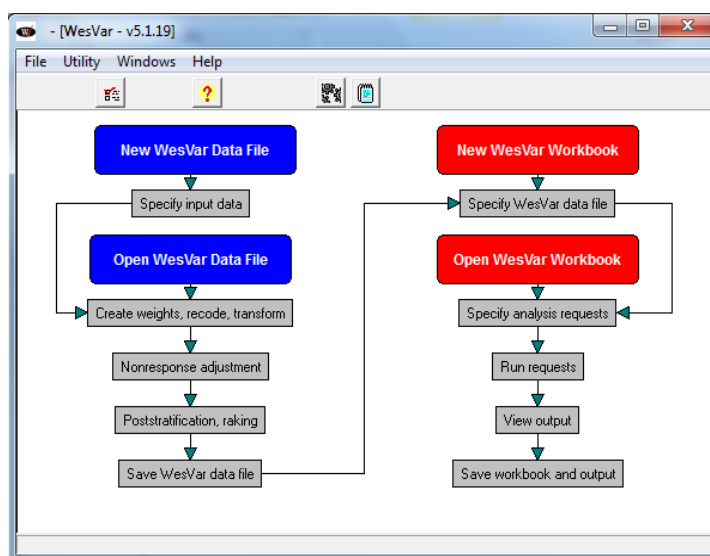 - [WesVar - v5.1.19]
File Utility Windows Help
New WesVar Data File
Specify input data
Open WesVar Data File
Create weights, recode, transform
Nonresponse adjustment
Poststratification, raking
Save WesVar data file
New WesVar Workbook
Specify WesVar data file
Open WesVar Workbook
Specify analysis requests
Run requests
View output
Save workbook and output